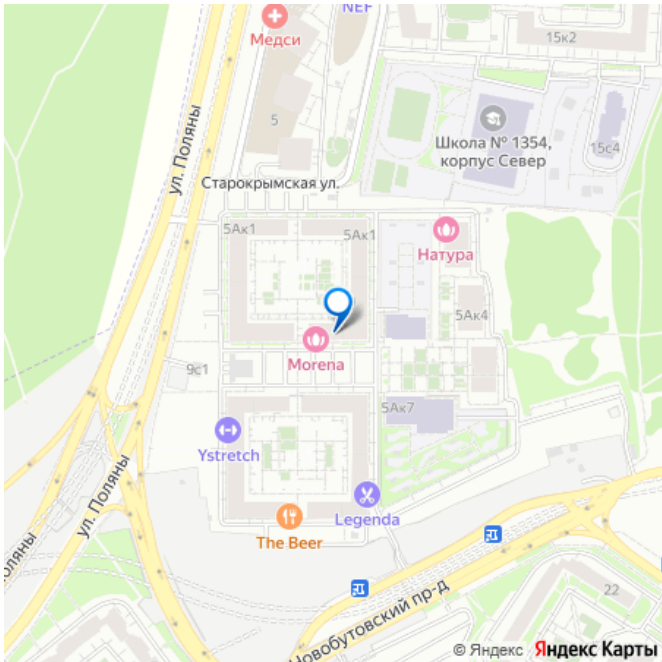 NEF
Медси
15к2
5
Школа № 1354,
корпус Север
15с4
ул. Поляны
Старокрымская ул.
5Ак1
5Ак1
Натура
5Ак4
Morena
9с1
5Ак7
Ystretch
ул. Поляны
Legenda
The Beer
22
Новобутовский пр-д
© Яндекс Яндекс Карты